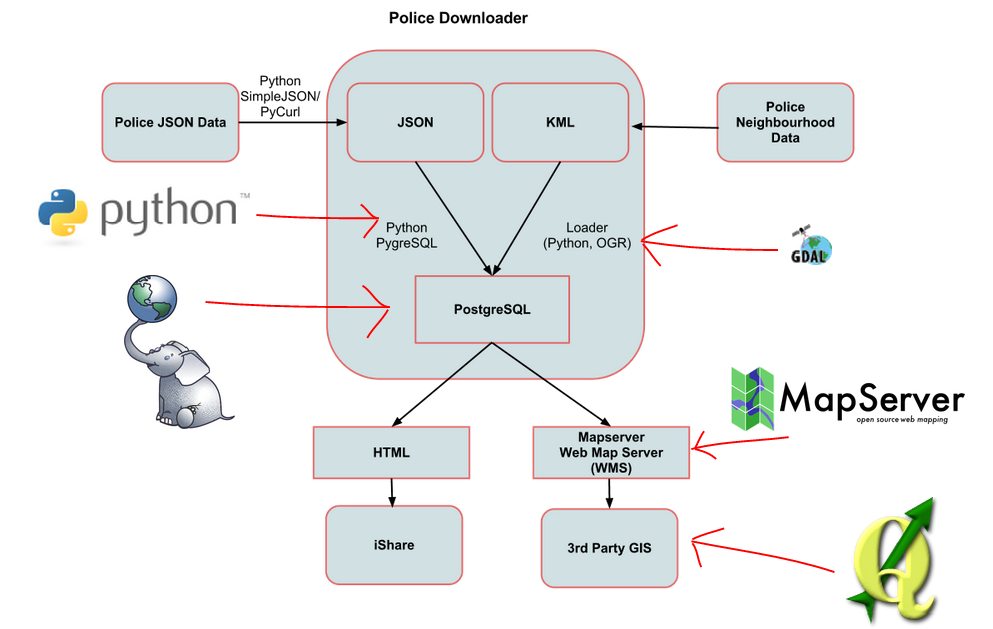 Police Downloader
Python
SimpleJSON/
PyCurl
Police JSON Data
JSON
KML
Police
Neighbourhood
Data
python™
Python
PygreSQL
Loader
(Python, OGR)
GDAL
PostgreSQL
MapServer
open source web mapping
HTML
Mapserver
Web Map Server
(WMS)
iShare
3rd Party GIS
Q